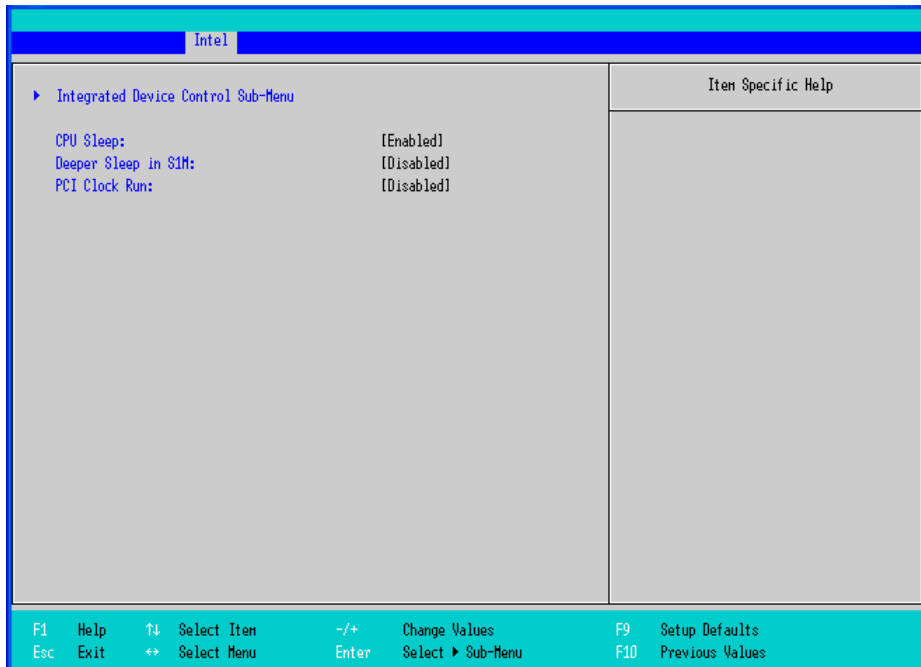 Intel
Item Specific Help
▶ Integrated Device Control Sub-Menu
CPU Sleep: [Enabled]
Deeper Sleep in S1M: [Disabled]
PCI Clock Run: [Disabled]
F1 Help ↑↓ Select Item -/+ Change Values F9 Setup Defaults
Esc Exit ↔ Select Menu Enter Select ▶ Sub-Menu F10 Previous Values